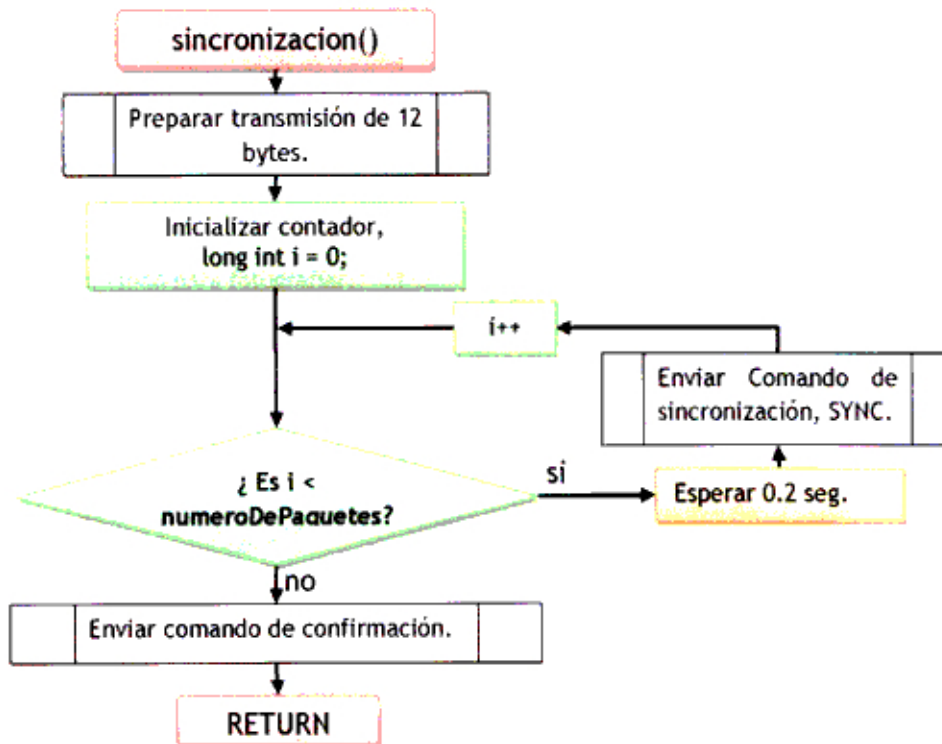 sincronizacion()
Preparar transmisión de 12
bytes.
Inicializar contador,
long int i = 0;
i++
Enviar Comando de
sincronización, SYNC.
¿ Es i <
numeroDePaquetes?
si
Esperar 0.2 seg.
no
Enviar comando de confirmación.
RETURN